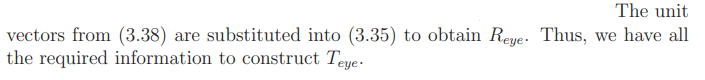 The unit
vectors from (3.38) are substituted into (3.35) to obtain R_eye. Thus, we have all
the required information to construct T_eye.